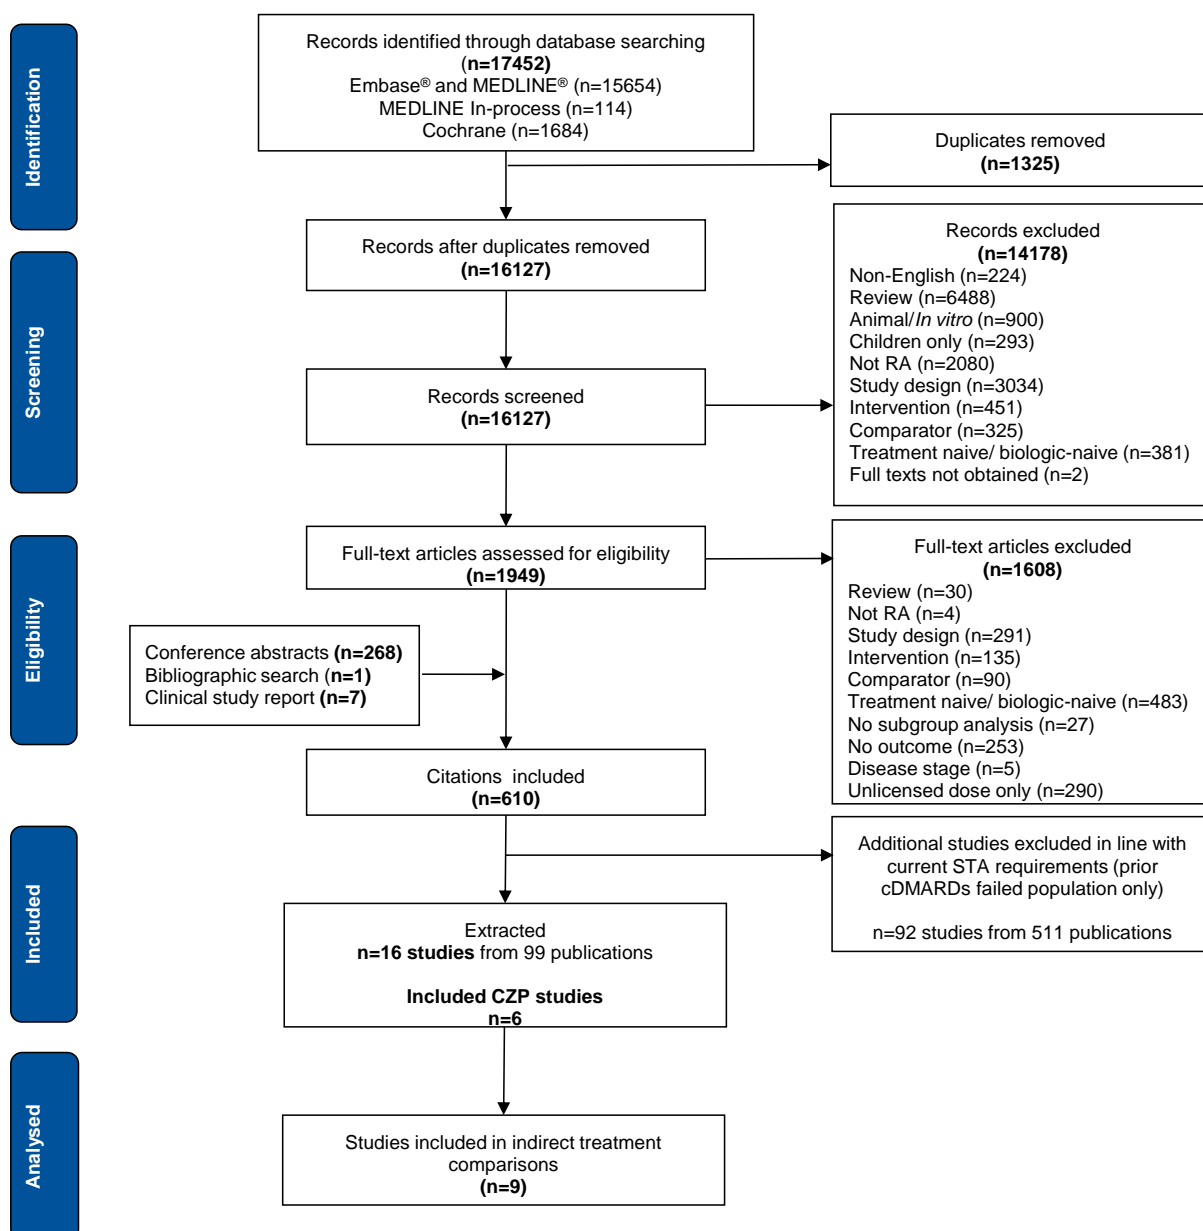 Identification
Records identified through database searching
(n=17452)
Embase® and MEDLINE® (n=15654)
MEDLINE In-process (n=114)
Cochrane (n=1684)
Duplicates removed
(n=1325)
Records after duplicates removed
(n=16127)
Screening
Records screened
(n=16127)
Records excluded
(n=14178)
Non-English (n=224)
Review (n=6488)
Animal/In vitro (n=900)
Children only (n=293)
Not RA (n=2080)
Study design (n=3034)
Intervention (n=451)
Comparator (n=325)
Treatment naive/ biologic-naive (n=381)
Full texts not obtained (n=2)
Eligibility
Full-text articles assessed for eligibility
(n=1949)
Full-text articles excluded
(n=1608)
Review (n=30)
Not RA (n=4)
Study design (n=291)
Intervention (n=135)
Comparator (n=90)
Treatment naive/ biologic-naive (n=483)
No subgroup analysis (n=27)
No outcome (n=253)
Disease stage (n=5)
Unlicensed dose only (n=290)
Conference abstracts (n=268)
Bibliographic search (n=1)
Clinical study report (n=7)
Citations included
(n=610)
Included
Additional studies excluded in line with
current STA requirements (prior
cDMARDs failed population only)
n=92 studies from 511 publications
Extracted
n=16 studies from 99 publications
Included CZP studies
n=6
Analysed
Studies included in indirect treatment
comparisons
(n=9)